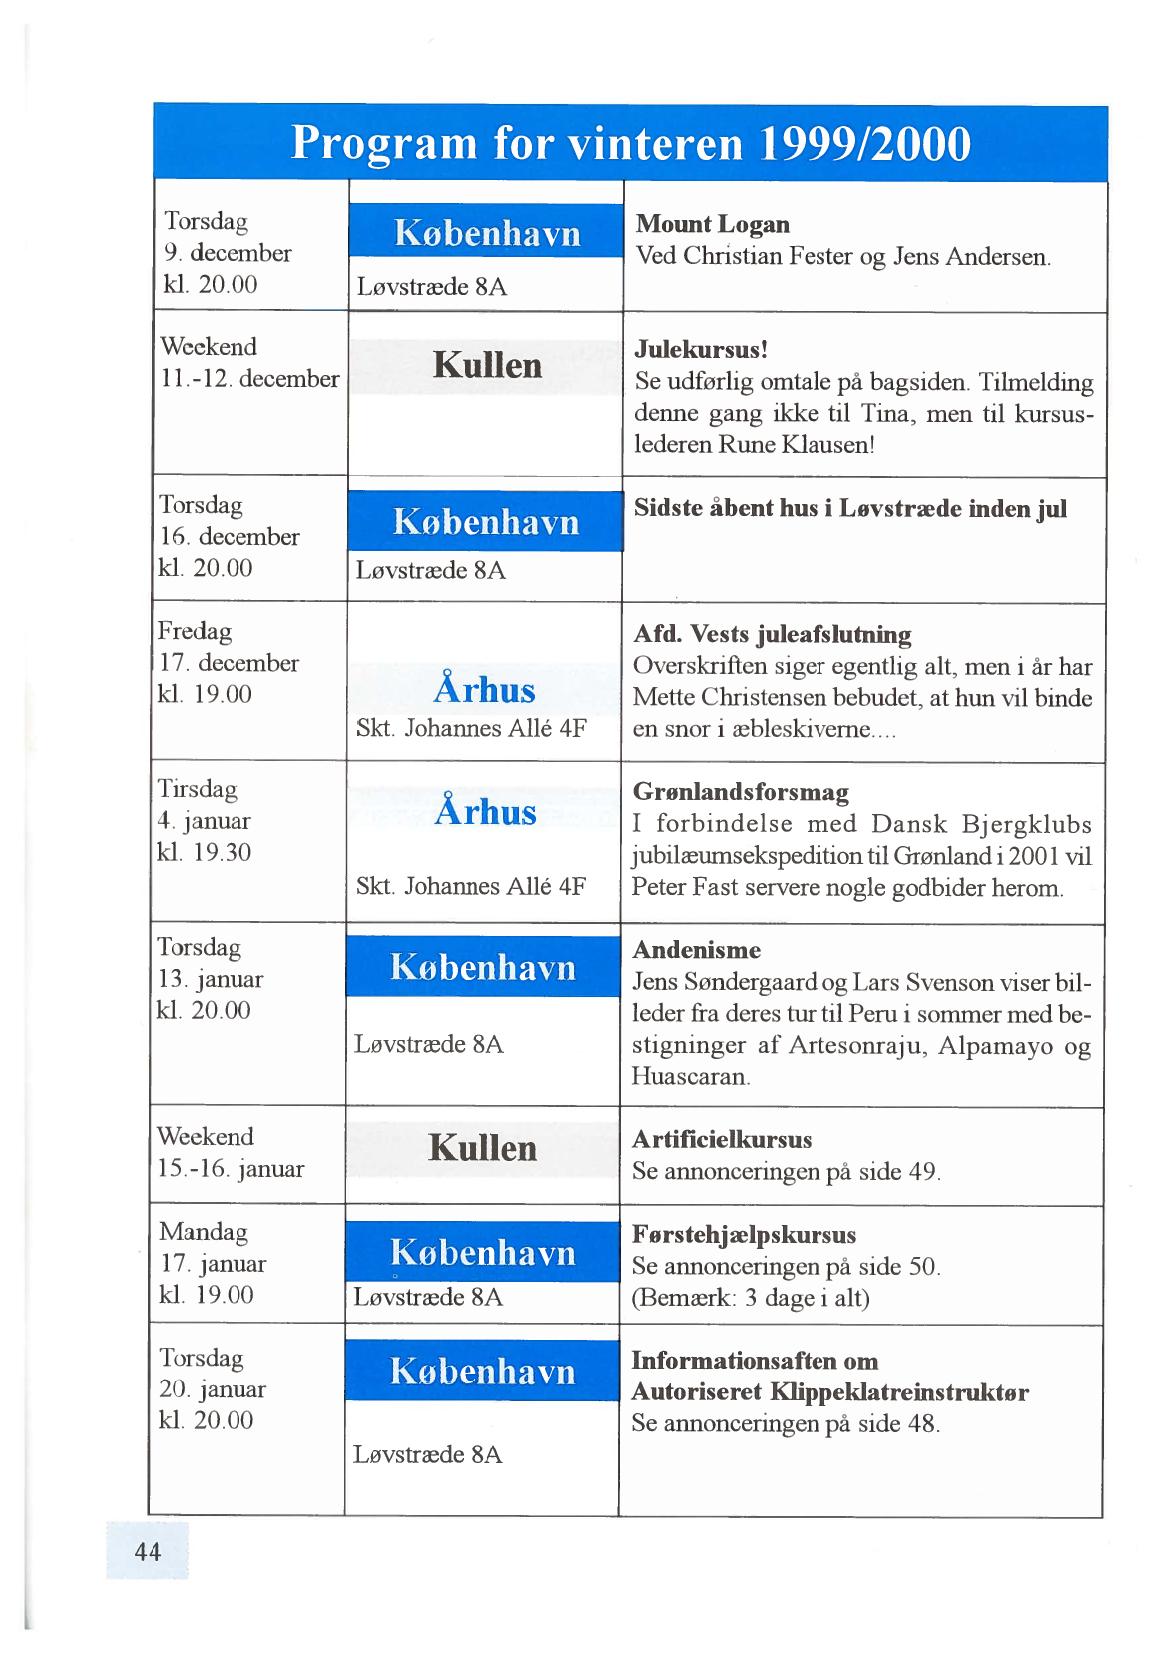 Program for vinteren 1999/2000
Torsdag
9. december
kl. 20.00
København
Løvstræde 8A
Mount Logan
Ved Christian Fester og Jens Andersen.
Weekend
11.-12. december
Kullen
Julekursus!
Se udførlig omtale på bagsiden. Tilmelding
denne gang ikke til Tina, men til kursus-
lederen Rune Klausen!
Torsdag
16. december
kl. 20.00
København
Løvstræde 8A
Sidste åbent hus i Løvstræde inden jul
Fredag
17. december
kl. 19.00
Århus
Skt. Johannes Allé 4F
Afd. Vests juleafslutning
Overskriften siger egentlig alt, men i år har
Mette Christensen bebudet, at hun vil binde
en snor i æbleskiverne....
Tirsdag
4. januar
kl. 19.30
Århus
Skt. Johannes Allé 4F
Grønlandsforsmag
I forbindelse med Dansk Bjergklubs
jubilæumsekspedition til Grønland i 2001 vil
Peter Fast servere nogle godbider herom.
Torsdag
13. januar
kl. 20.00
København
Løvstræde 8A
Andenisme
Jens Søndergaard og Lars Svenson viser bil-
leder fra deres tur til Peru i sommer med be-
stigninger af Artesonraju, Alpamayo og
Huascaran.
Weekend
15.-16. januar
Kullen
Artificielkursus
Se annonceringen på side 49.
Mandag
17. januar
kl. 19.00
København
Løvstræde 8A
Førstehjælpskursus
Se annonceringen på side 50.
(Bemærk: 3 dage i alt)
Torsdag
20. januar
kl. 20.00
København
Løvstræde 8A
Informationsaften om
Autoriseret Klippeklatreinstruktør
Se annonceringen på side 48.
44